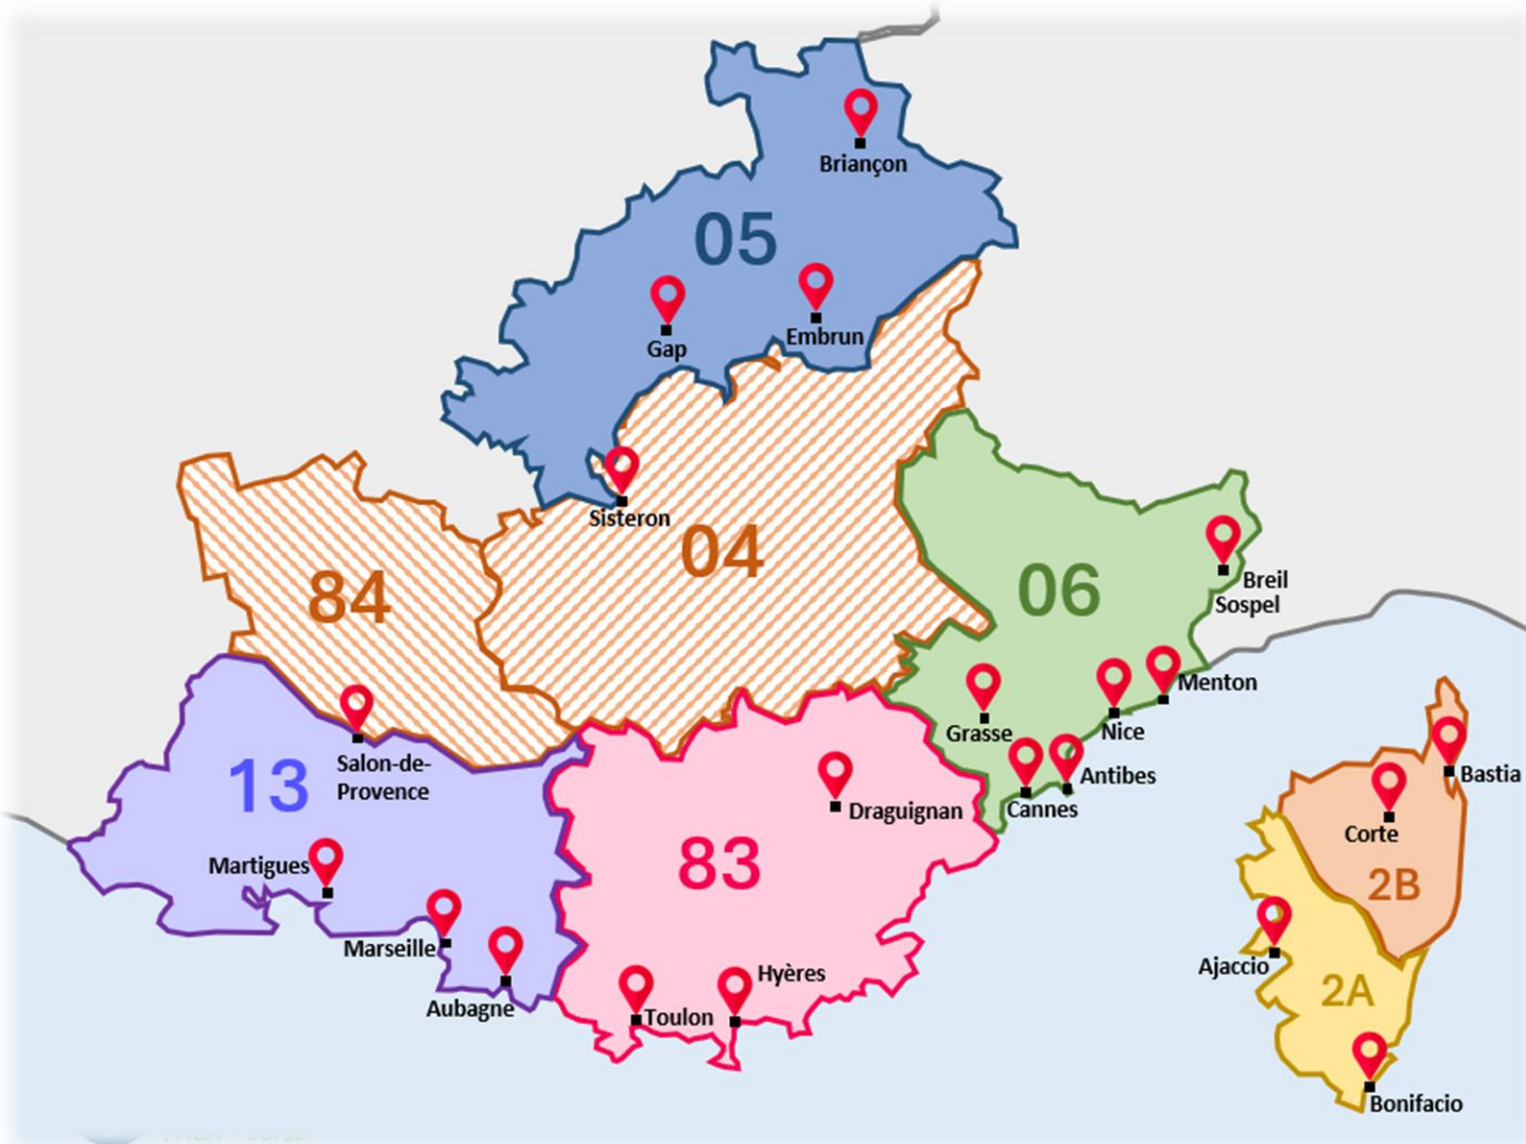 Briançon
05
Gap
Embrun
Sisteron
04
84
06
Breil
Sospel
Menton
Grasse
Nice
Antibes
Cannes
Salon-de-
Provence
13
Draguignan
83
Martigues
Marseille
Aubagne
Hyères
Toulon
Bastia
Corte
2B
Ajaccio
2A
Bonifacio